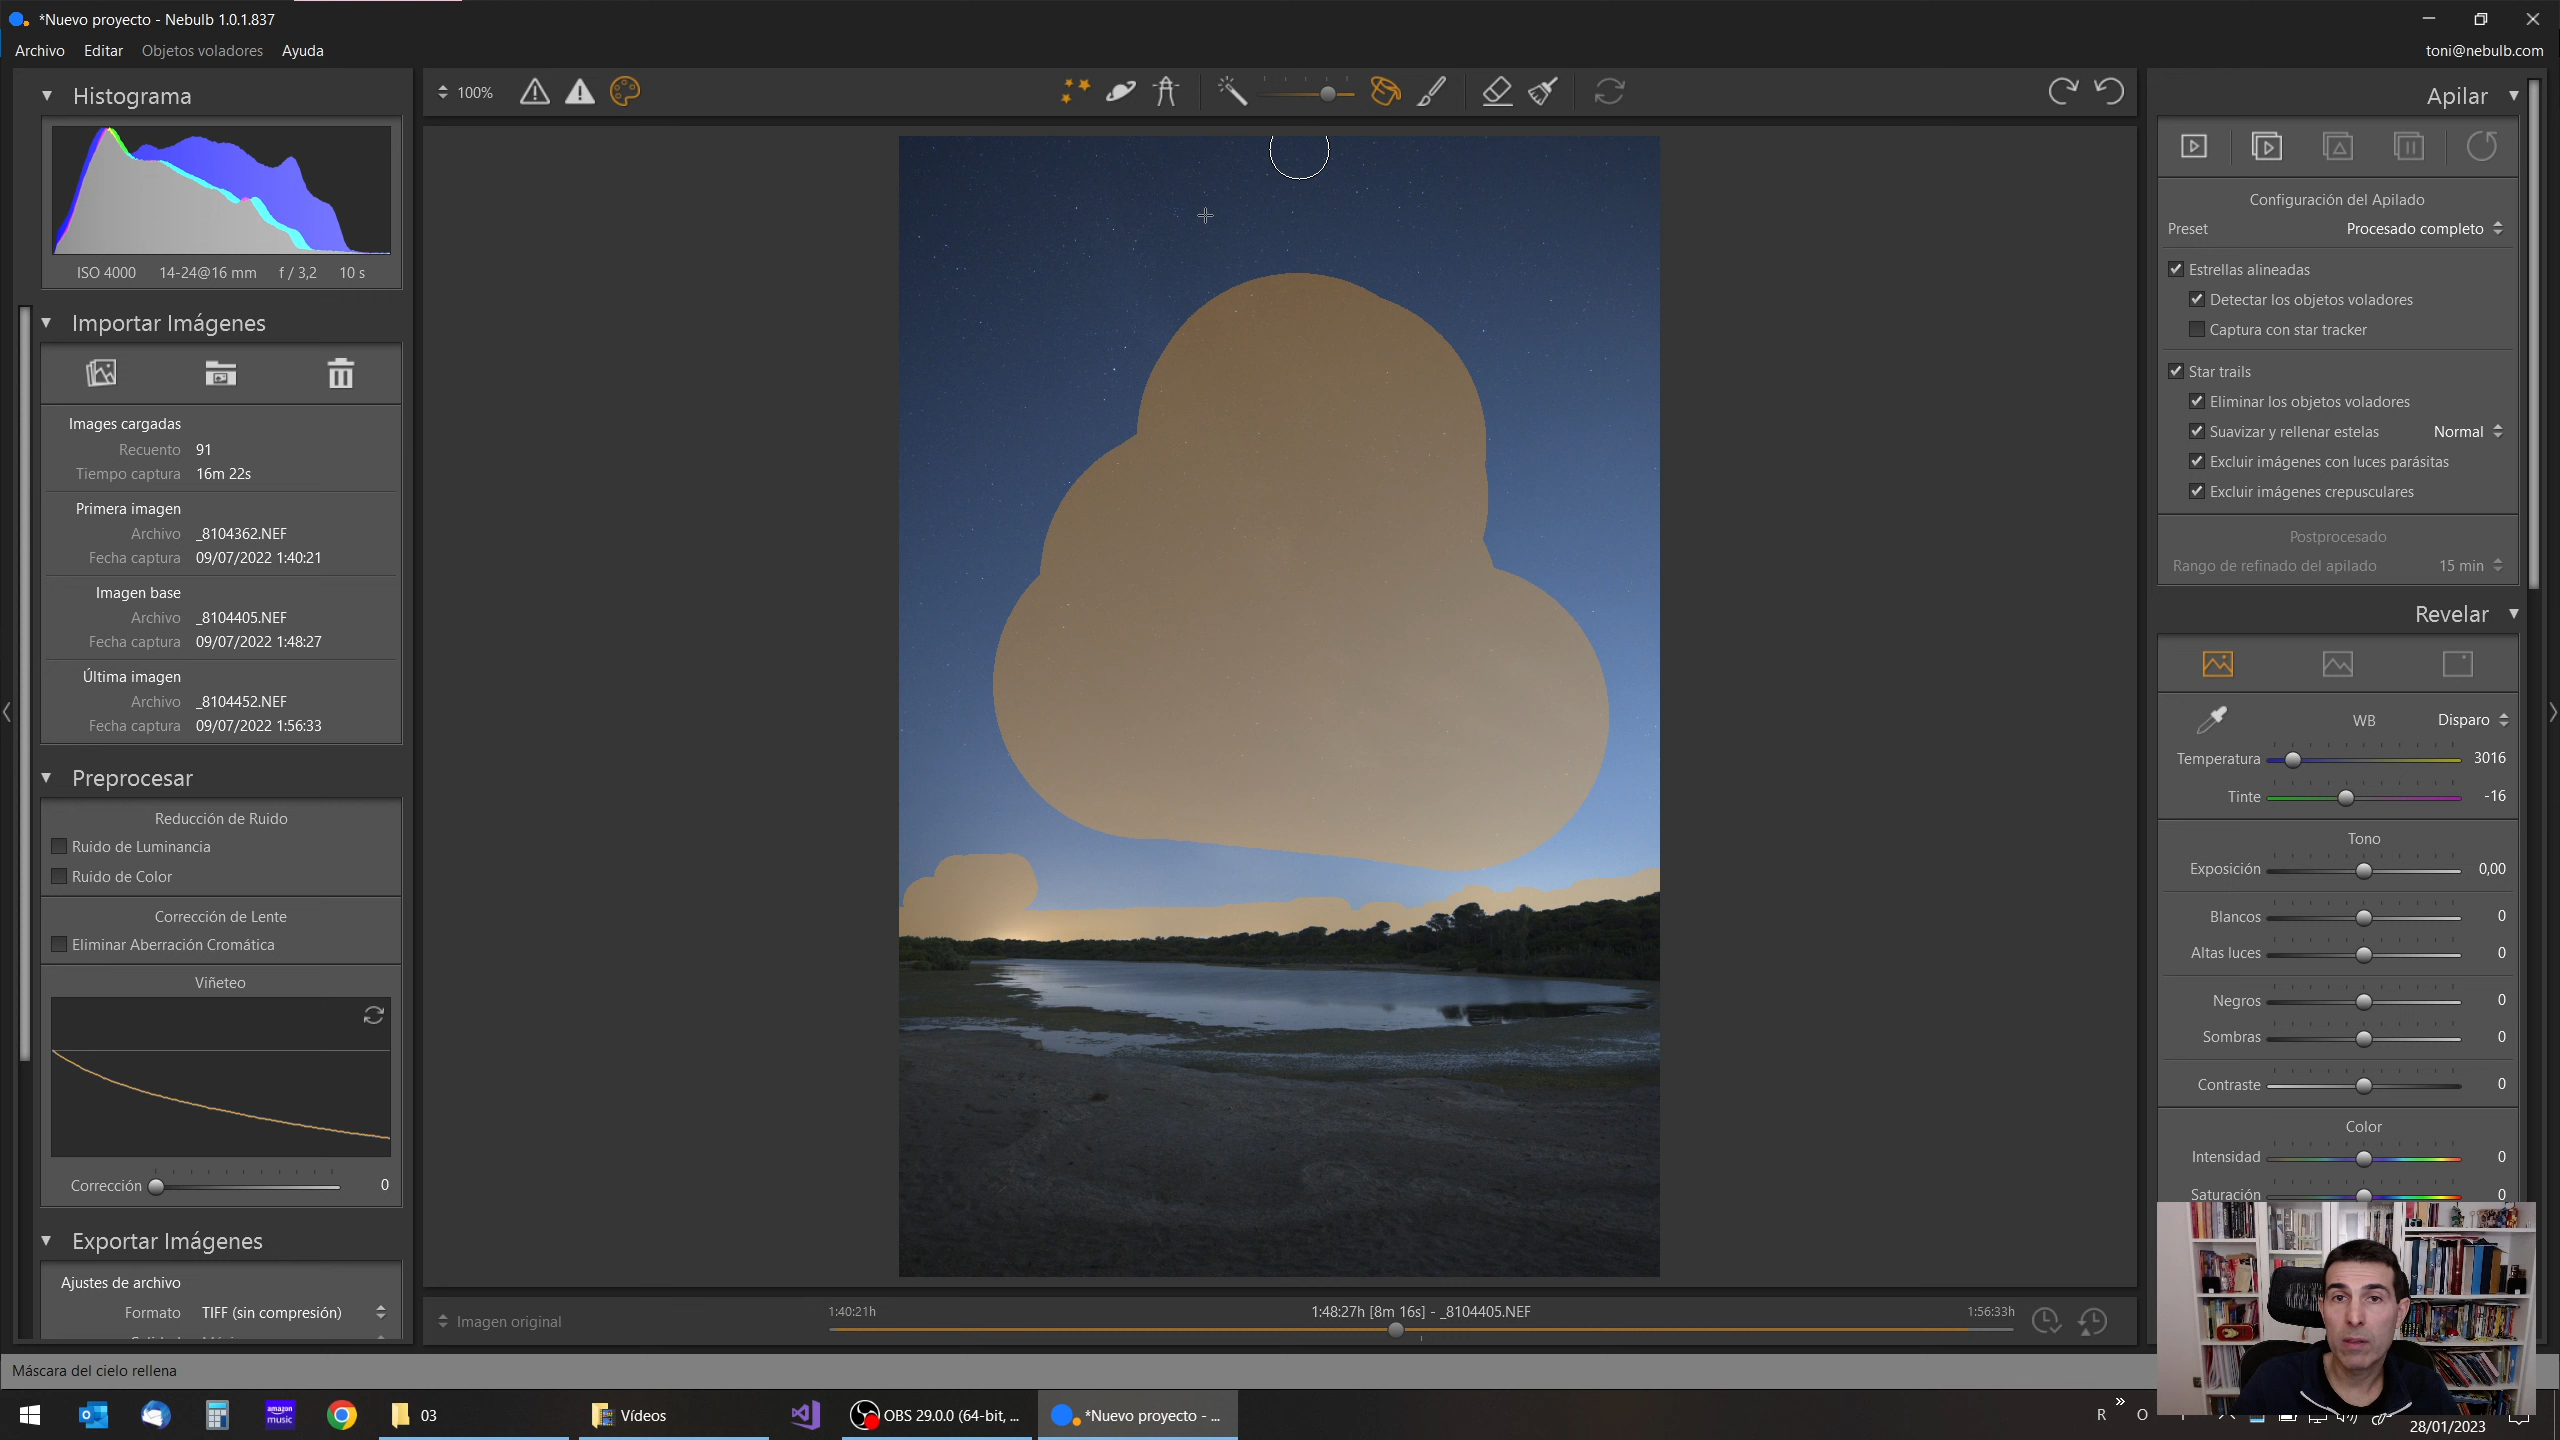 *Nuevo proyecto - Nebulb 1.0.1.837
Archivo Editar Objetos voladores Ayuda
toni@nebulb.com
Histograma
ISO 4000 14-24@16 mm f / 3,2 10 s
Importar Imágenes
Images cargadas
Recuento 91
Tiempo captura 16m 22s
Primera imagen
Archivo _8104362.NEF
Fecha captura 09/07/2022 1:40:21
Imagen base
Archivo _8104405.NEF
Fecha captura 09/07/2022 1:48:27
Última imagen
Archivo _8104452.NEF
Fecha captura 09/07/2022 1:56:33
Preprocesar
Reducción de Ruido
Ruido de Luminancia
Ruido de Color
Corrección de Lente
Eliminar Aberración Cromática
Viñeteo
Corrección 0
Exportar Imágenes
Ajustes de archivo
Formato TIFF (sin compresión)
100%
Imagen original
1:40:21h
1:48:27h [8m 16s] - _8104405.NEF
1:56:33h
Apilar
Configuración del Apilado
Preset Procesado completo
Estrellas alineadas
Detectar los objetos voladores
Captura con star tracker
Star trails
Eliminar los objetos voladores
Suavizar y rellenar estelas Normal
Excluir imágenes con luces parásitas
Excluir imágenes crepusculares
Postprocesado
Rango de refinado del apilado 15 min
Revelar
WB Disparo
Temperatura 3016
Tinte -16
Tono
Exposición 0,00
Blancos 0
Altas luces 0
Negros 0
Sombras 0
Contraste 0
Color
Intensidad 0
Saturación 0
Máscara del cielo rellena
amazon music
03
Vídeos
OBS 29.0.0 (64-bit, ...
*Nuevo proyecto - ...
R O
28/01/2023